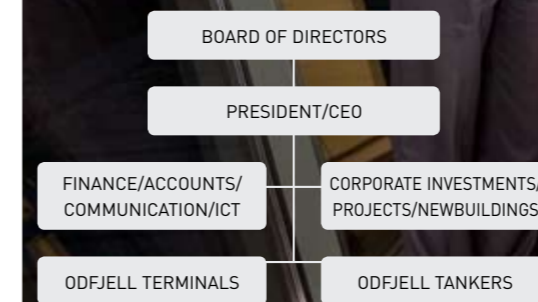 BOARD OF DIRECTORS
PRESIDENT/CEO
FINANCE/ACCOUNTS/
COMMUNICATION/ICT
CORPORATE INVESTMENTS/
PROJECTS/NEWBUILDINGS
ODFJELL TERMINALS
ODFJELL TANKERS